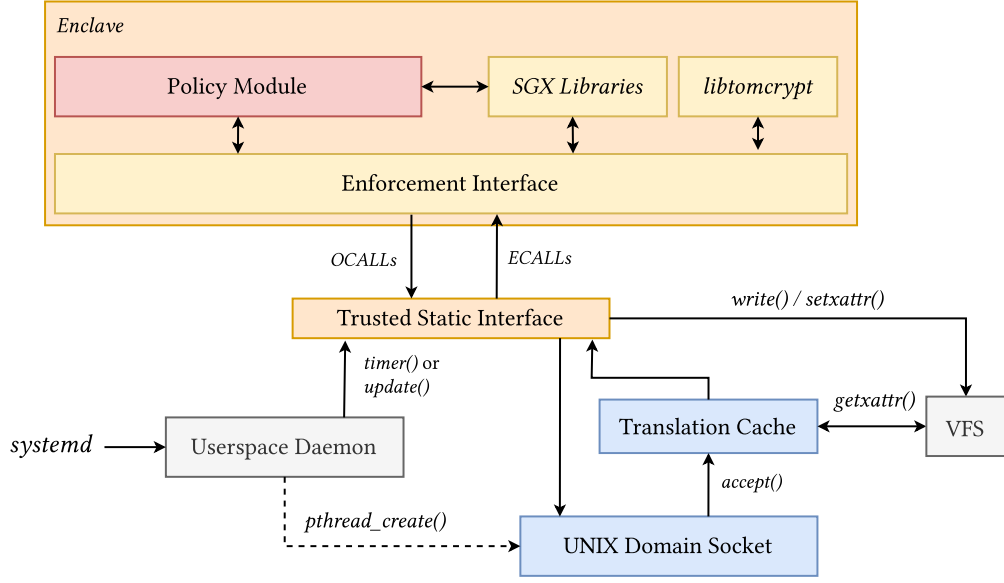 Enclave
Policy Module
SGX Libraries
libtomcrypt
Enforcement Interface
OCALLs
ECALLs
write() / setxattr()
Trusted Static Interface
timer() or
update()
getxattr()
Translation Cache
VFS
systemd
Userspace Daemon
accept()
pthread_create()
UNIX Domain Socket